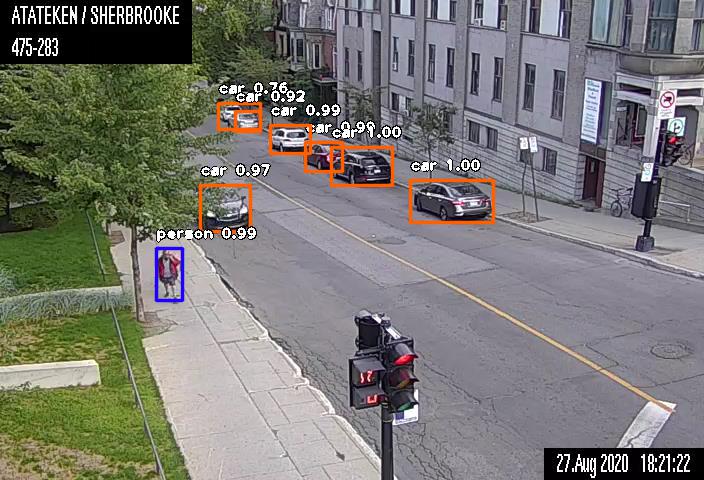 ATATEKEN / SHERBROOKE
475-283
car 0.76
car 0.92
car 0.99
car 0.99
car 1.00
car 1.00
car 0.97
person 0.99
27.Aug 2020 18:21:22